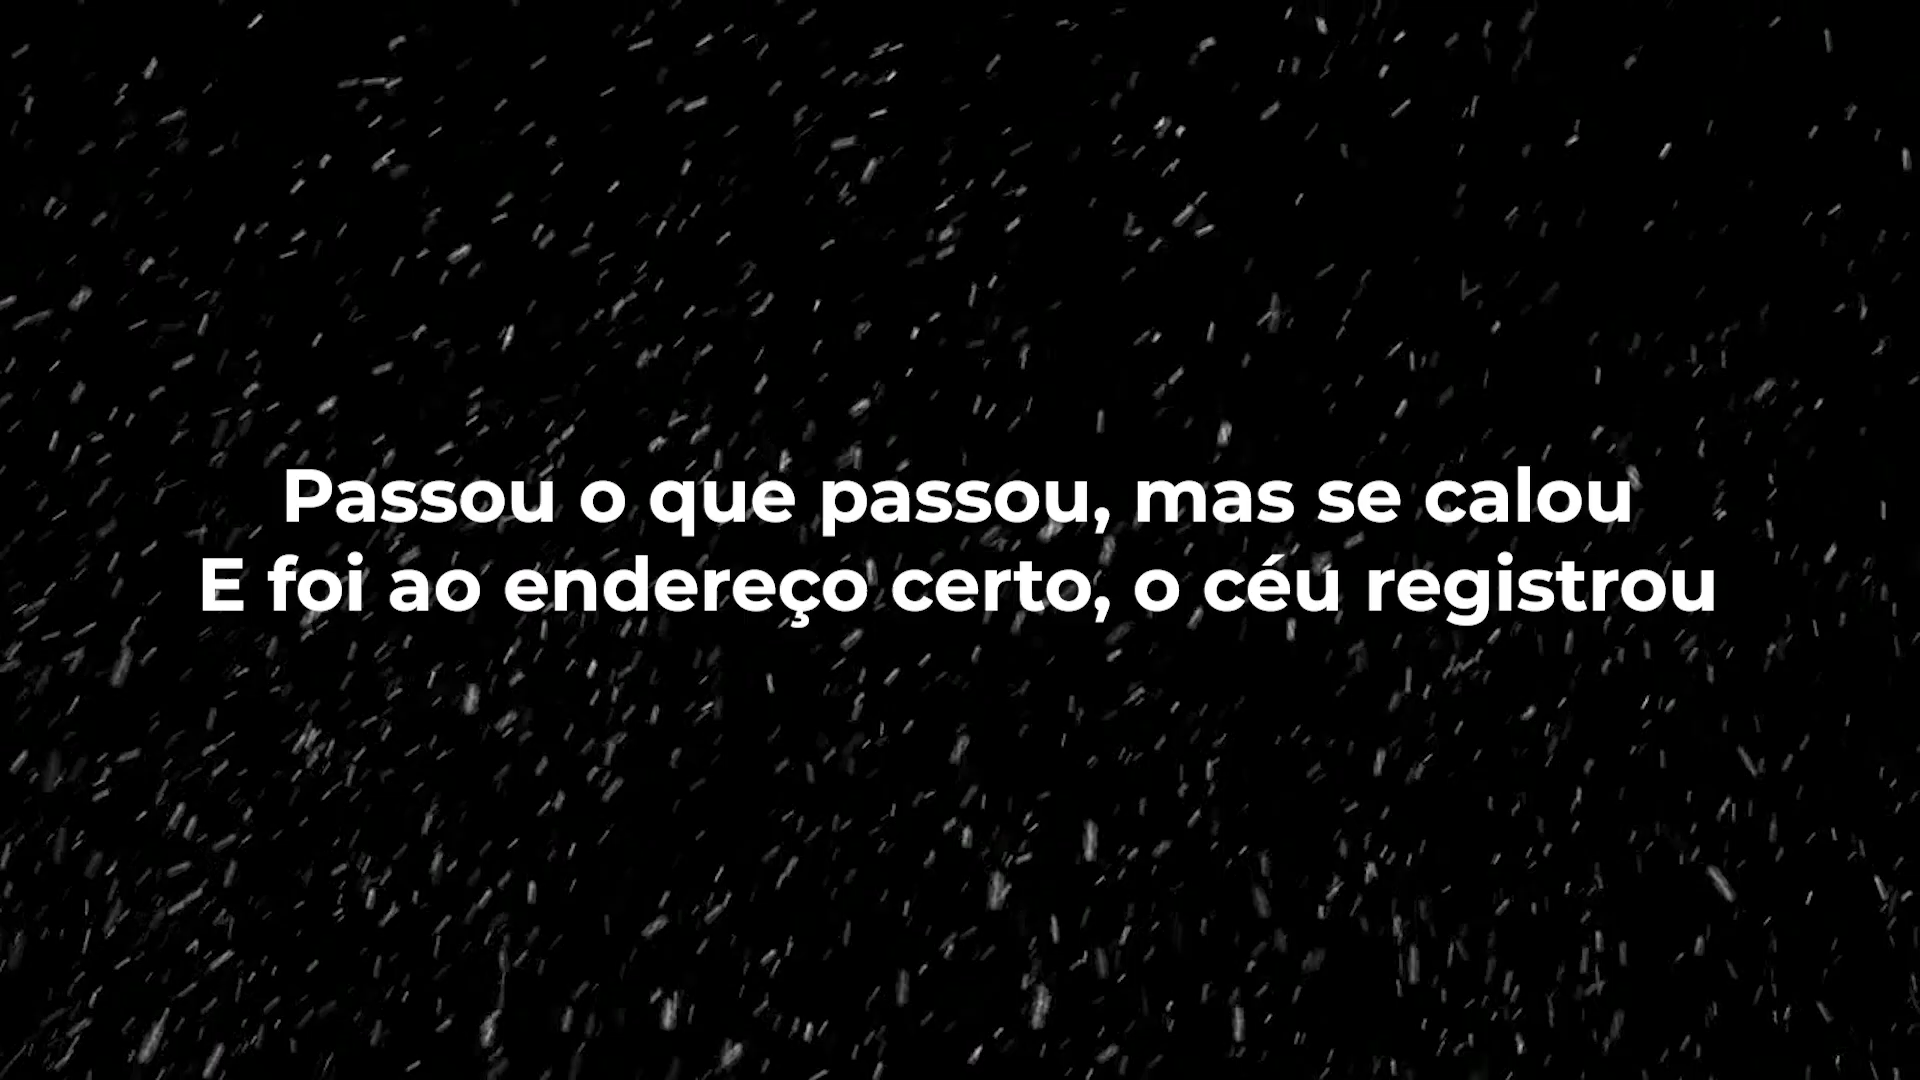 Passou o que passou, mas se calou
E foi ao endereço certo, o céu registrou